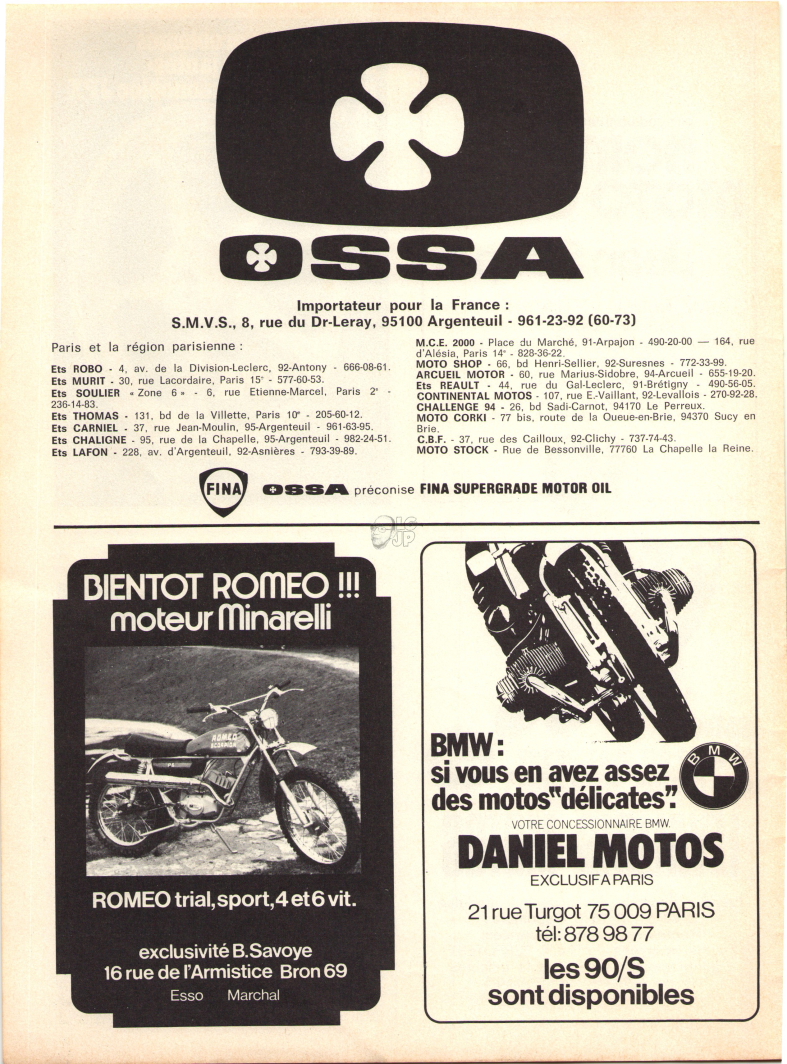 OSSA
Importateur pour la France :
S.M.V.S., 8, rue du Dr-Leray, 95100 Argenteuil - 961-23-92 (60-73)
Paris et la région parisienne :
Ets ROBO - 4, av. de la Division-Leclerc, 92-Antony - 666-08-61.
Ets MURIT - 30, rue Lacordaire, Paris 15e - 577-60-53.
Ets SOULIER « Zone 6 » - 6, rue Etienne-Marcel, Paris 2e -
236-14-83.
Ets THOMAS - 131, bd de la Villette, Paris 10e - 205-60-12.
Ets CARNIEL - 37, rue Jean-Moulin, 95-Argenteuil - 961-63-95.
Ets CHALIGNE - 95, rue de la Chapelle, 95-Argenteuil - 982-24-51.
Ets LAFON - 228, av. d'Argenteuil, 92-Asnières - 793-39-89.
M.C.E. 2000 - Place du Marché, 91-Arpajon - 490-20-00 — 164, rue
d'Alésia, Paris 14e - 828-36-22.
MOTO SHOP - 66, bd Henri-Sellier, 92-Suresnes - 772-33-99.
ARCUEIL MOTOR - 60, rue Marius-Sidobre, 94-Arcueil - 655-19-20.
Ets REAULT - 44, rue du Gal-Leclerc, 91-Brétigny - 490-56-05.
CONTINENTAL MOTOS - 107, rue E.-Vaillant, 92-Levallois - 270-92-28.
CHALLENGE 94 - 26, bd Sadi-Carnot, 94170 Le Perreux.
MOTO CORKI - 77 bis, route de la Oueue-en-Brie, 94370 Sucy en
Brie.
C.B.F. - 37, rue des Cailloux, 92-Clichy - 737-74-43.
MOTO STOCK - Rue de Bessonville, 77760 La Chapelle la Reine.
FINA OSSA préconise FINA SUPERGRADE MOTOR OIL
LG
JP
BIENTOT ROMEO !!!
moteur Minarelli
ROMEO
SCORPION
ROMEO trial, sport, 4 et 6 vit.
exclusivité B. Savoye
16 rue de l'Armistice Bron 69
Esso Marchal
BMW :
si vous en avez assez
des motos "délicates".
BMW
VOTRE CONCESSIONNAIRE BMW.
DANIEL MOTOS
EXCLUSIF A PARIS
21 rue Turgot 75 009 PARIS
tél: 878 98 77
les 90/S
sont disponibles